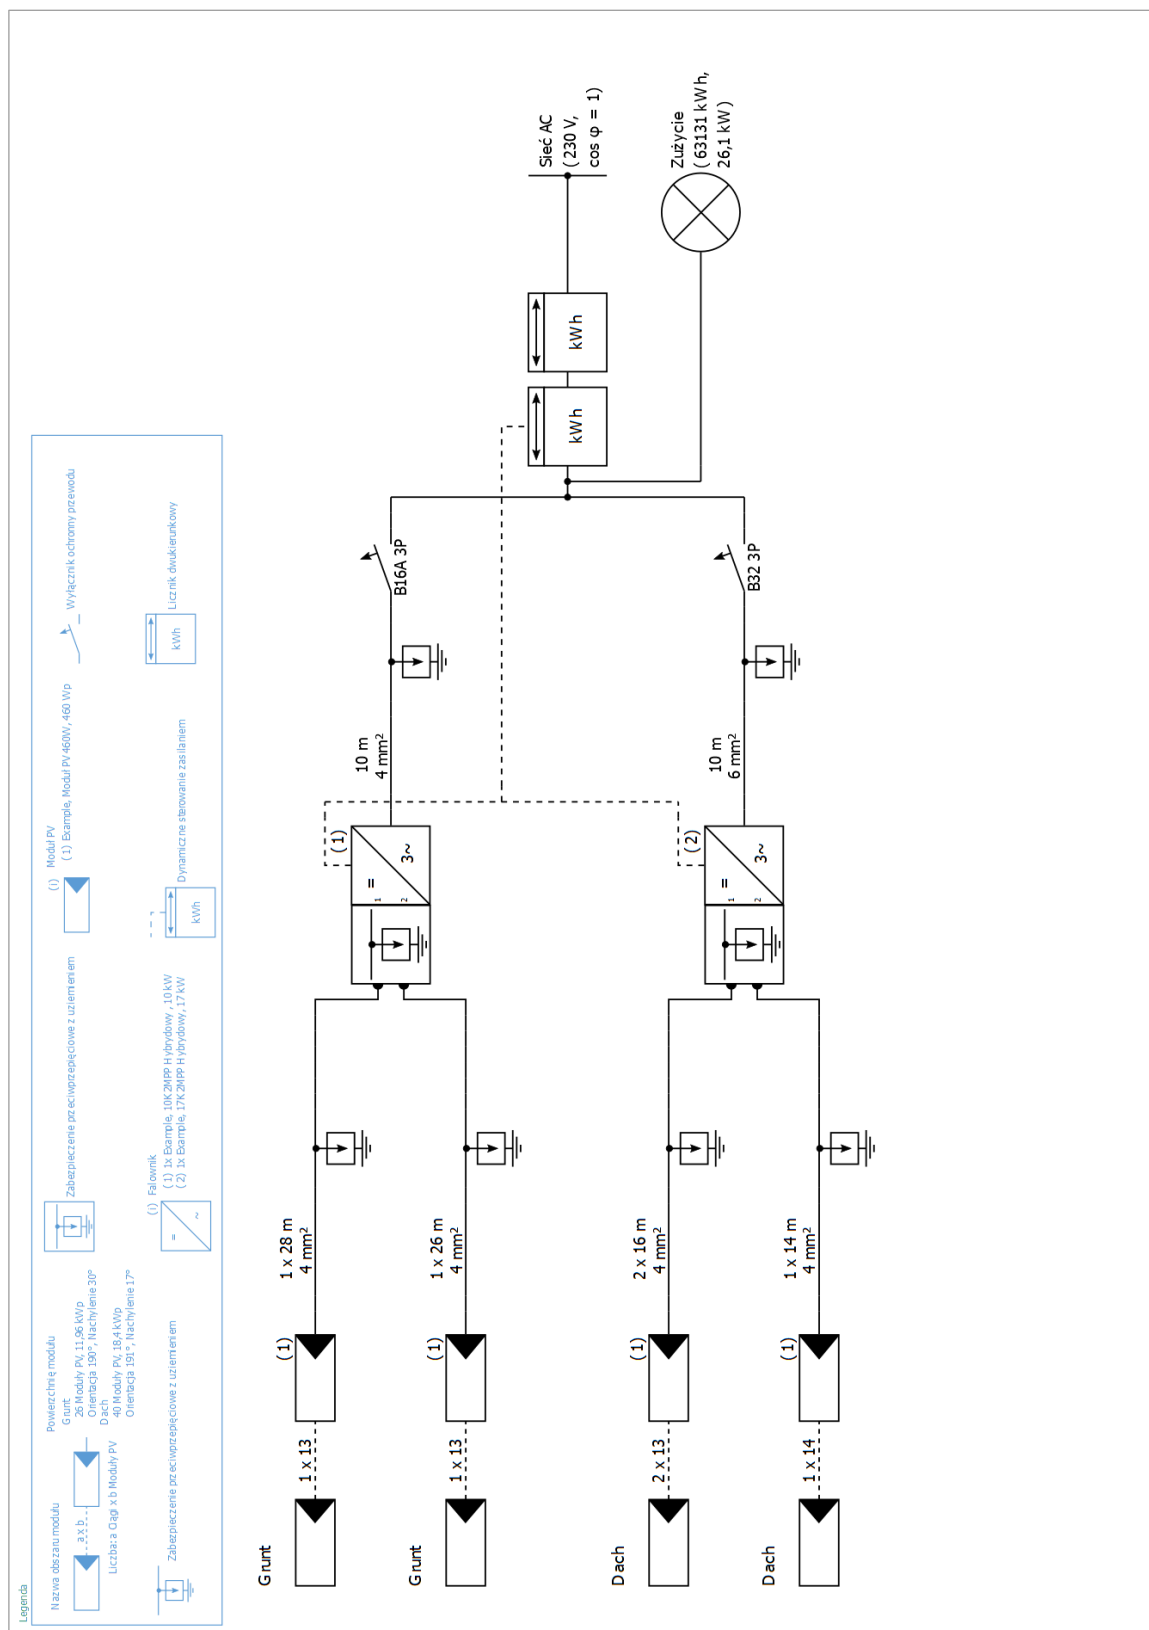 Legenda
Nazwa obszaru modułu
a x b
Liczba: a Ciągi x b Moduły PV
Powierzchnię modułu
Grunt
26 Moduły PV, 11,96 kWp
Orientacja 190°, Nachylenie 30°
Dach
40 Moduły PV, 18,4 kWp
Orientacja 191°, Nachylenie 17°
Zabezpieczenie przeciwprzepięciowe z uziemieniem
(i) Moduł PV
(1) Example, Moduł PV 460W, 460 Wp
Wyłącznik ochronny przewodu
Zabezpieczenie przeciwprzepięciowe z uziemieniem
(i) Falownik
(1) 1x Example, 10K 2MPP Hybrydowy , 10 kW
(2) 1x Example, 17K 2MPP Hybrydowy, 17 kW
= ~
kWh
Dynamiczne sterowanie zasilaniem
kWh
Licznik dwukierunkowy
Grunt
1 x 13
(1)
1 x 28 m
4 mm²
(1)
=
1
2
3~
10 m
4 mm²
B16A 3P
Grunt
1 x 13
(1)
1 x 26 m
4 mm²
kWh
kWh
Sieć AC
(230 V,
cos φ = 1)
Zużycie
(63131 kWh,
26,1 kW)
Dach
2 x 13
(1)
2 x 16 m
4 mm²
(2)
=
1
2
3~
10 m
6 mm²
B32 3P
Dach
1 x 14
(1)
1 x 14 m
4 mm²